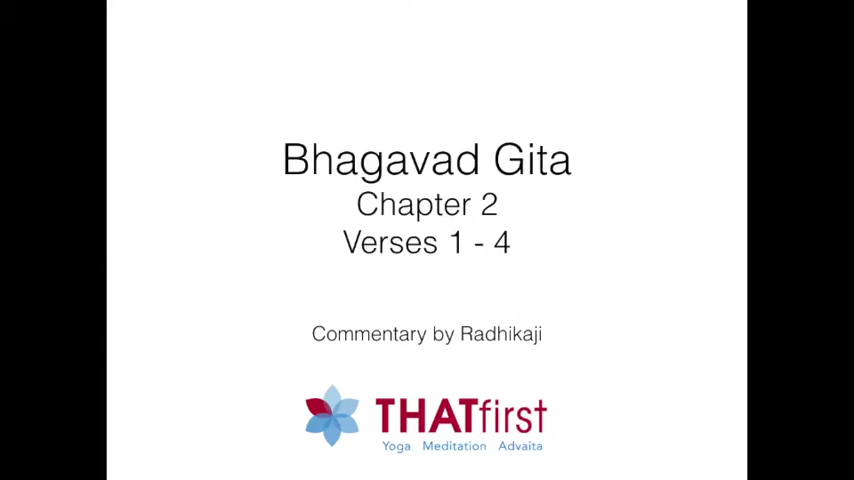 Bhagavad Gita
Chapter 2
Verses 1 - 4
Commentary by Radhikaji
THATfirst
Yoga Meditation Advaita